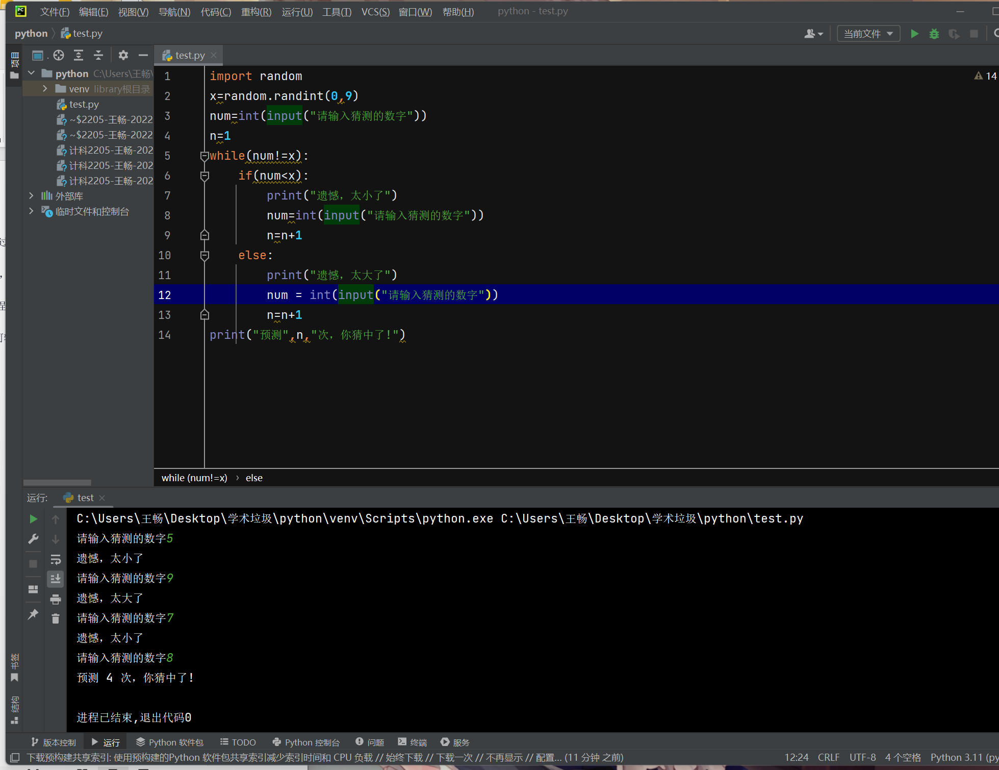 文件(F) 编辑(E) 视图(V) 导航(N) 代码(C) 重构(R) 运行(U) 工具(T) VCS(S) 窗口(W) 帮助(H) python - test.py
python test.py 当前文件
项目
test.py
python C:\Users\王畅\
venv library根目录
test.py
~$2205-王畅-2022
~$2205-王畅-2022
计科2205-王畅-202
计科2205-王畅-202
计科2205-王畅-202
外部库
临时文件和控制台
14
1 import random
2 x=random.randint(0,9)
3 num=int(input("请输入猜测的数字"))
4 n=1
5 while(num!=x):
6 if(num<x):
7 print("遗憾，太小了")
8 num=int(input("请输入猜测的数字"))
9 n=n+1
10 else:
11 print("遗憾，太大了")
12 num = int(input("请输入猜测的数字"))
13 n=n+1
14 print("预测",n,"次，你猜中了!")
while (num!=x) › else
运行: test
C:\Users\王畅\Desktop\学术垃圾\python\venv\Scripts\python.exe C:\Users\王畅\Desktop\学术垃圾\python\test.py
请输入猜测的数字5
遗憾，太小了
请输入猜测的数字9
遗憾，太大了
请输入猜测的数字7
遗憾，太小了
请输入猜测的数字8
预测 4 次，你猜中了!
进程已结束,退出代码0
书签
结构
版本控制 运行 Python 软件包 TODO Python 控制台 问题 终端 服务
下载预构建共享索引: 使用预构建的Python 软件包共享索引减少索引时间和 CPU 负载 // 始终下载 // 下载一次 // 不再显示 // 配置... (11 分钟 之前) 12:24 CRLF UTF-8 4 个空格 Python 3.11 (py